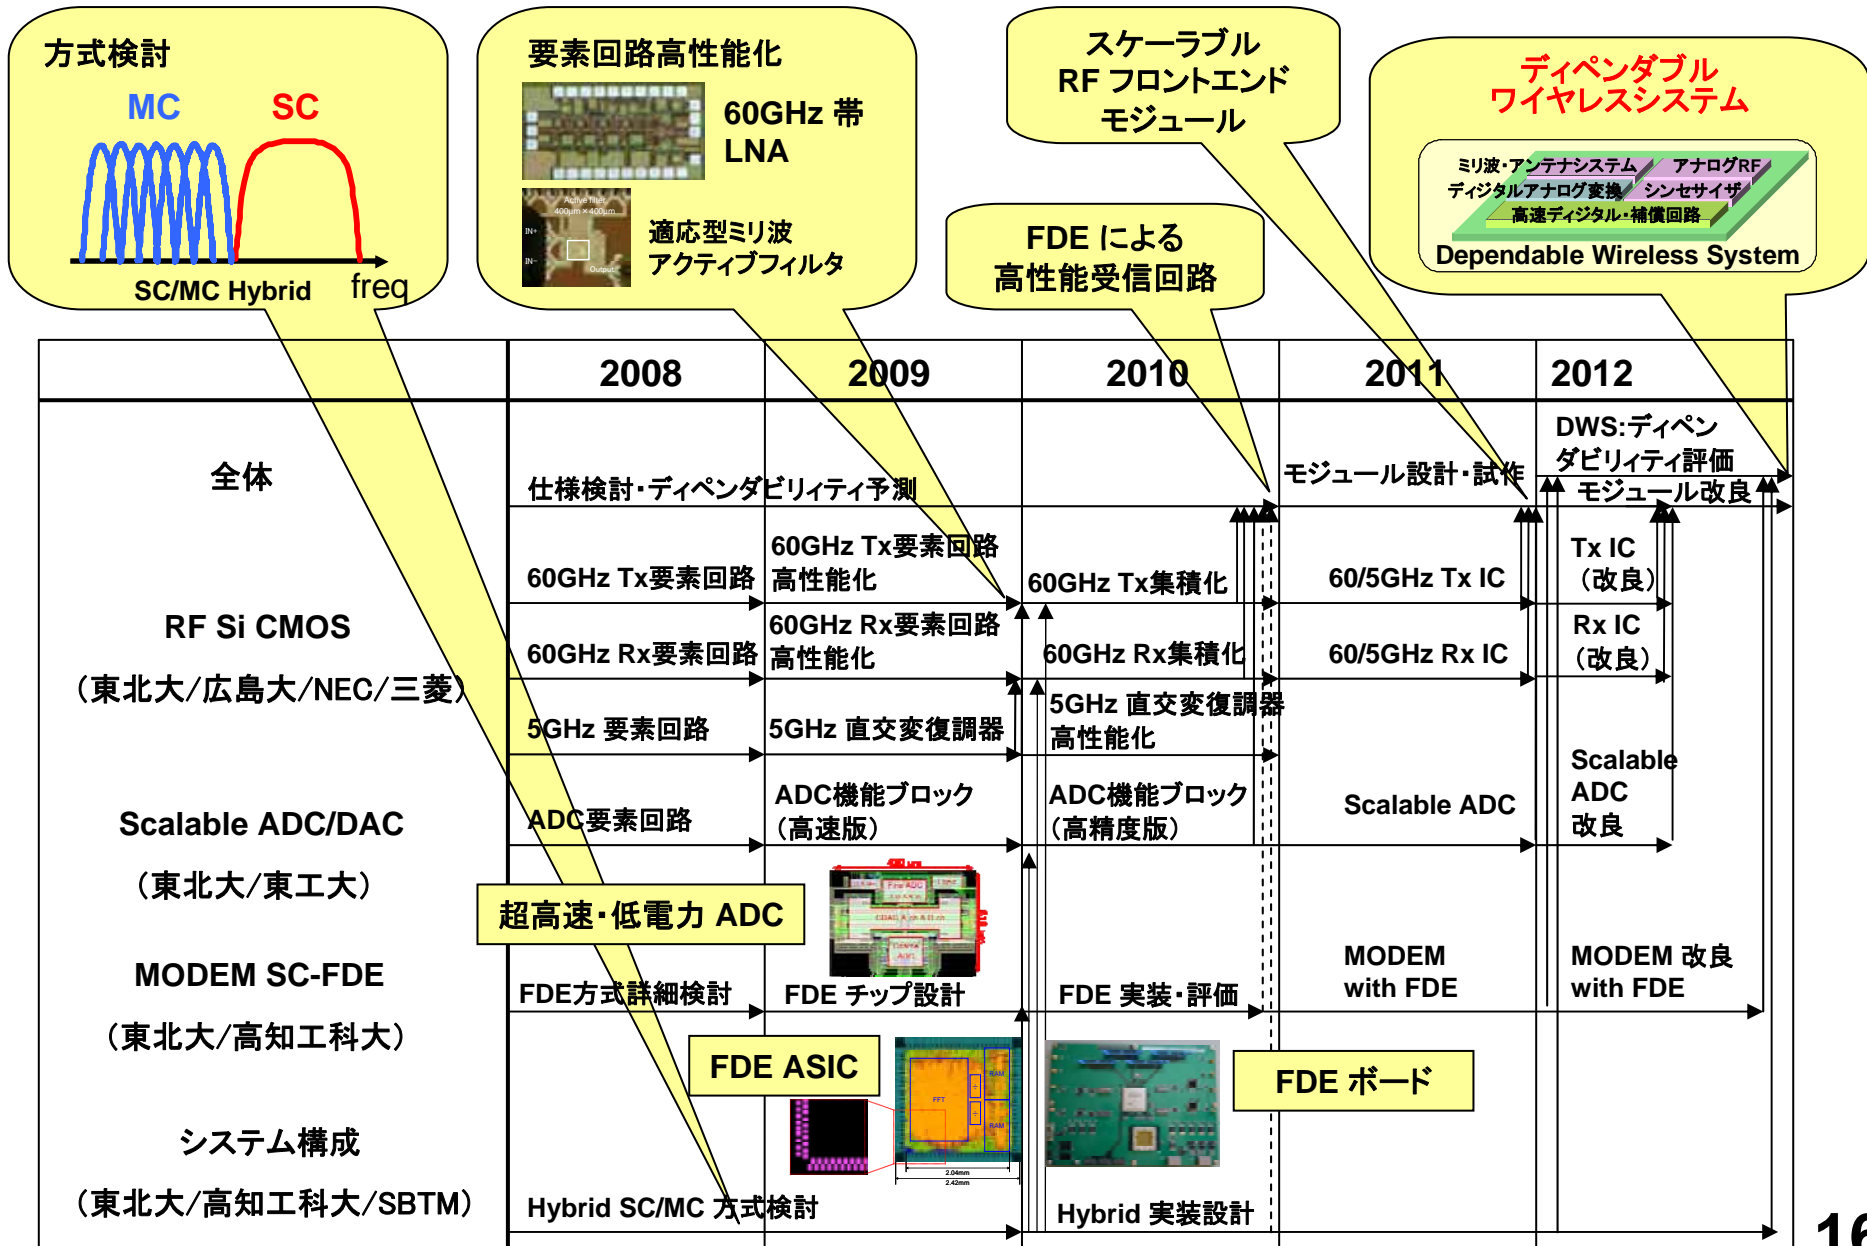 方式検討
MC
SC
SC/MC Hybrid
freq
要素回路高性能化
60GHz 帯
LNA
Active filter
400μm×400μm
IN+
IN-
Output
適応型ミリ波
アクティブフィルタ
スケーラブル
RF フロントエンド
モジュール
FDE による
高性能受信回路
ディペンダブル
ワイヤレスシステム
ミリ波・アンテナシステム
アナログRF
ディジタルアナログ変換
シンセサイザ
高速ディジタル・補償回路
Dependable Wireless System
2008
2009
2010
2011
2012
全体
仕様検討・ディペンダビリィティ予測
モジュール設計・試作
DWS:ディペン
ダビリィティ評価
モジュール改良
RF Si CMOS
（東北大/広島大/NEC/三菱）
60GHz Tx要素回路
60GHz Tx要素回路
高性能化
60GHz Tx集積化
60/5GHz Tx IC
Tx IC
（改良）
60GHz Rx要素回路
60GHz Rx要素回路
高性能化
60GHz Rx集積化
60/5GHz Rx IC
Rx IC
（改良）
5GHz 要素回路
5GHz 直交変復調器
5GHz 直交変復調器
高性能化
Scalable ADC/DAC
（東北大/東工大）
ADC要素回路
ADC機能ブロック
（高速版）
ADC機能ブロック
（高精度版）
Scalable ADC
Scalable
ADC
改良
超高速・低電力 ADC
Fine ADC
MODEM SC-FDE
（東北大/高知工科大）
FDE方式詳細検討
FDE チップ設計
FDE 実装・評価
MODEM
with FDE
MODEM 改良
with FDE
FDE ASIC
FFT
RAM
RAM
2.04mm
2.42mm
FDE ボード
システム構成
（東北大/高知工科大/SBTM）
Hybrid SC/MC 方式検討
Hybrid 実装設計
16